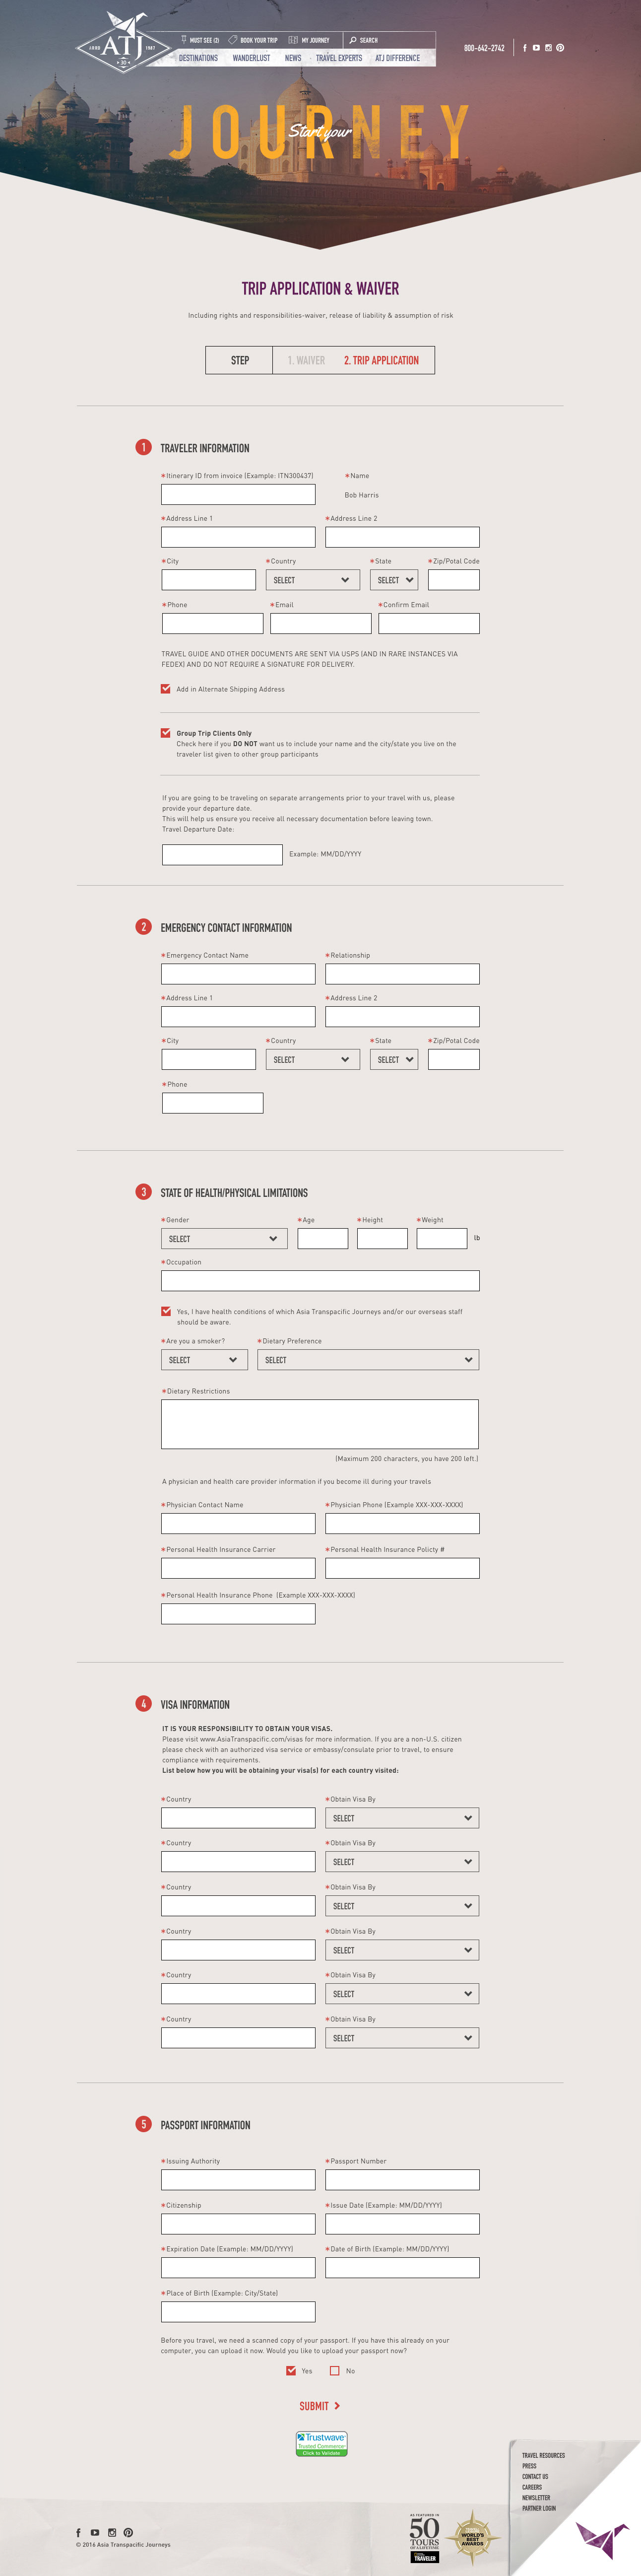 MUST SEE (2) BOOK YOUR TRIP MY JOURNEY SEARCH
ATJ
1987
30
DESTINATIONS WANDERLUST NEWS TRAVEL EXPERTS ATJ DIFFERENCE
800-642-2742
JOURNEY
Start your
TRIP APPLICATION & WAIVER
Including rights and responsibilities-waiver, release of liability & assumption of risk
STEP 1. WAIVER 2. TRIP APPLICATION
1 TRAVELER INFORMATION
*Itinerary ID from invoice (Example: ITN300437) *Name
Bob Harris
*Address Line 1 *Address Line 2
*City *Country *State *Zip/Potal Code
SELECT SELECT
*Phone *Email *Confirm Email
TRAVEL GUIDE AND OTHER DOCUMENTS ARE SENT VIA USPS (AND IN RARE INSTANCES VIA
FEDEX) AND DO NOT REQUIRE A SIGNATURE FOR DELIVERY.
Add in Alternate Shipping Address
Group Trip Clients Only
Check here if you DO NOT want us to include your name and the city/state you live on the
traveler list given to other group participants
If you are going to be traveling on separate arrangements prior to your travel with us, please
provide your departure date.
This will help us ensure you receive all necessary documentation before leaving town.
Travel Departure Date:
Example: MM/DD/YYYY
2 EMERGENCY CONTACT INFORMATION
*Emergency Contact Name *Relationship
*Address Line 1 *Address Line 2
*City *Country *State *Zip/Potal Code
SELECT SELECT
*Phone
3 STATE OF HEALTH/PHYSICAL LIMITATIONS
*Gender *Age *Height *Weight
SELECT lb
*Occupation
Yes, I have health conditions of which Asia Transpacific Journeys and/or our overseas staff
should be aware.
*Are you a smoker? *Dietary Preference
SELECT SELECT
*Dietary Restrictions
(Maximum 200 characters, you have 200 left.)
A physician and health care provider information if you become ill during your travels
*Physician Contact Name *Physician Phone (Example XXX-XXX-XXXX)
*Personal Health Insurance Carrier *Personal Health Insurance Policty #
*Personal Health Insurance Phone (Example XXX-XXX-XXXX)
4 VISA INFORMATION
IT IS YOUR RESPONSIBILITY TO OBTAIN YOUR VISAS.
Please visit www.AsiaTranspacific.com/visas for more information. If you are a non-U.S. citizen
please check with an authorized visa service or embassy/consulate prior to travel, to ensure
compliance with requirements.
List below how you will be obtaining your visa(s) for each country visited:
*Country *Obtain Visa By
SELECT
*Country *Obtain Visa By
SELECT
*Country *Obtain Visa By
SELECT
*Country *Obtain Visa By
SELECT
*Country *Obtain Visa By
SELECT
*Country *Obtain Visa By
SELECT
5 PASSPORT INFORMATION
*Issuing Authority *Passport Number
*Citizenship *Issue Date (Example: MM/DD/YYYY)
*Expiration Date (Example: MM/DD/YYYY) *Date of Birth (Example: MM/DD/YYYY)
*Place of Birth (Example: City/State)
Before you travel, we need a scanned copy of your passport. If you have this already on your
computer, you can upload it now. Would you like to upload your passport now?
Yes No
SUBMIT
Trustwave
Trusted Commerce
Click to Validate
TRAVEL RESOURCES
PRESS
CONTACT US
CAREERS
NEWSLETTER
PARTNER LOGIN
AS FEATURED IN
50
TOURS
OF A LIFETIME
TRAVELER
WORLD'S
BEST
AWARDS
© 2016 Asia Transpacific Journeys